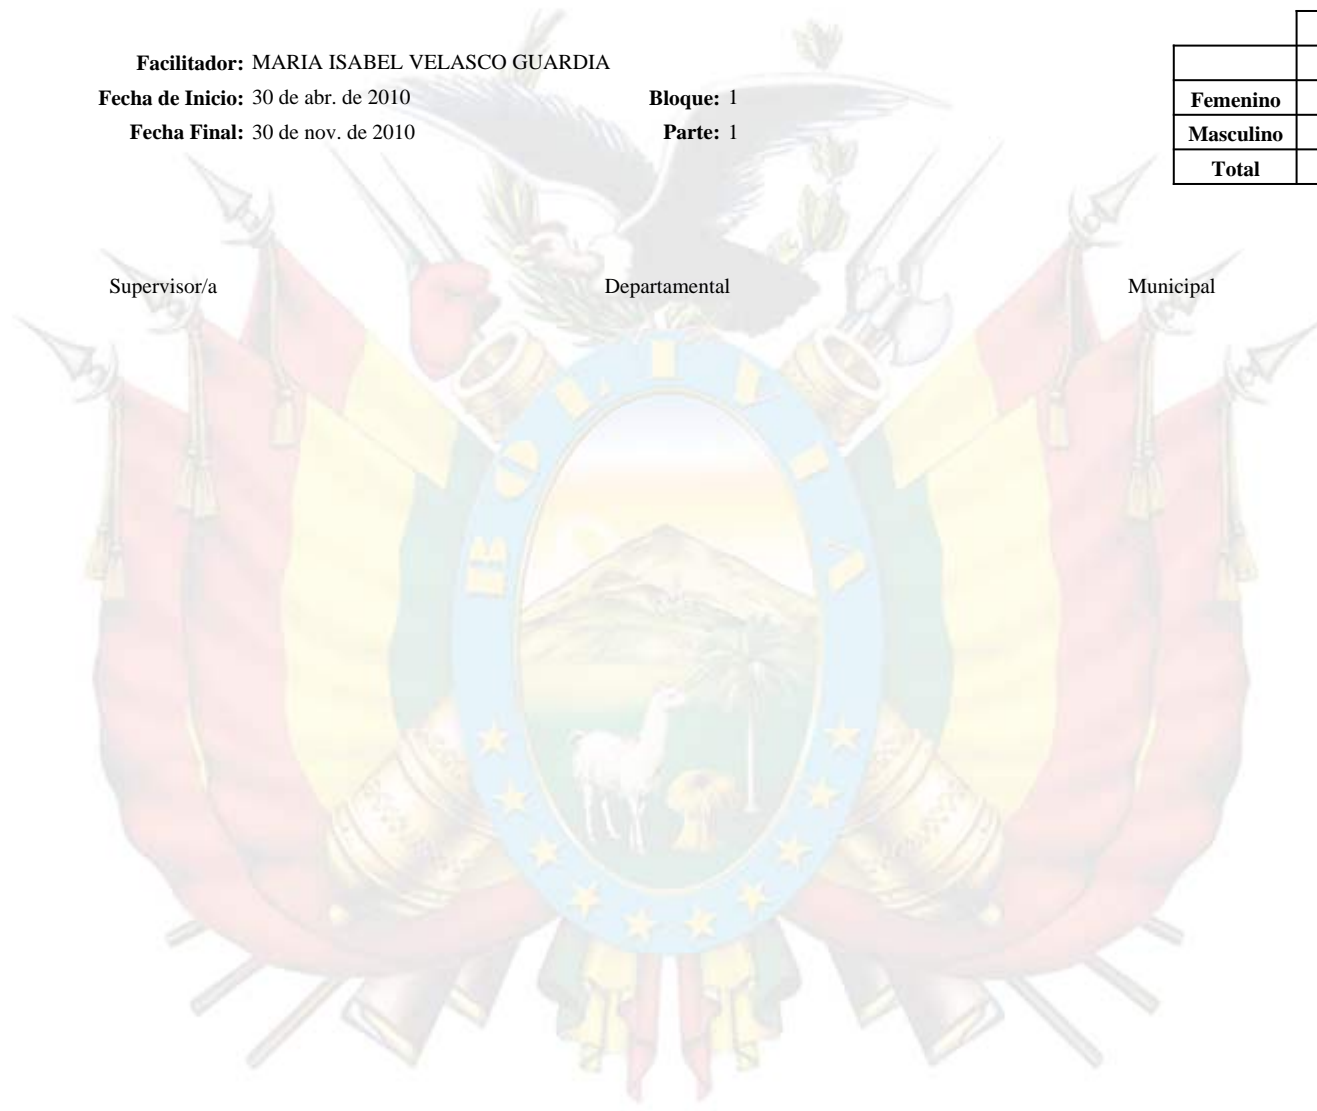 Facilitador: MARIA ISABEL VELASCO GUARDIA
Fecha de Inicio: 30 de abr. de 2010 Bloque: 1
Femenino
Fecha Final: 30 de nov. de 2010 Parte: 1
Masculino
Total
Supervisor/a Departamental Municipal
BOLIVIA